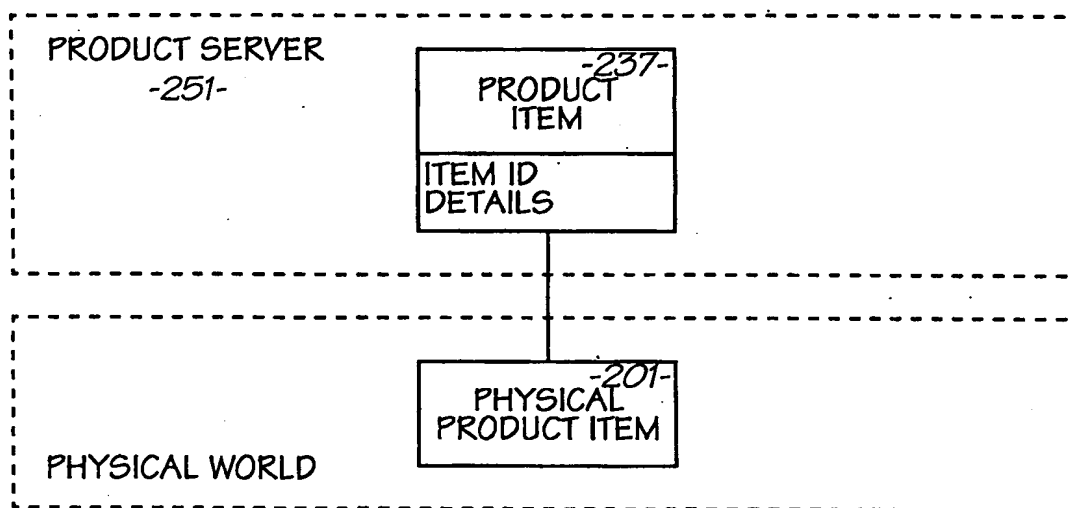 PRODUCT SERVER
-251-
-237-
PRODUCT
ITEM
ITEM ID
DETAILS
-201-
PHYSICAL
PRODUCT ITEM
PHYSICAL WORLD